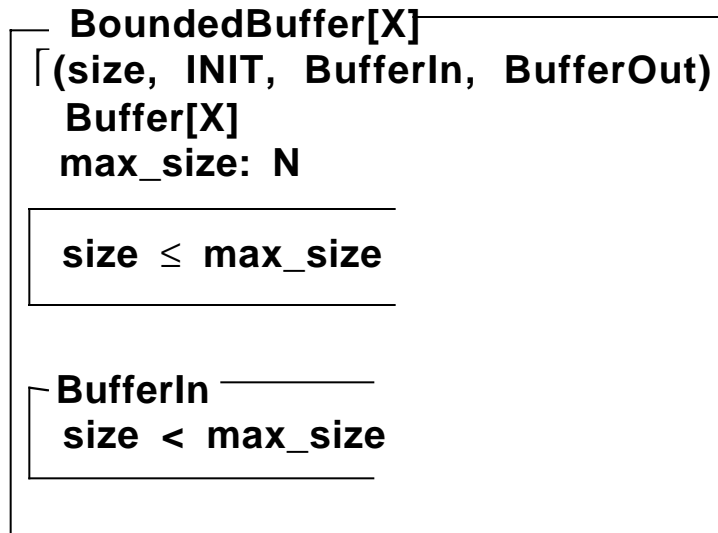 BoundedBuffer[X]
⌈(size, INIT, BufferIn, BufferOut)
Buffer[X]
max_size: N
size ≤ max_size
BufferIn
size < max_size